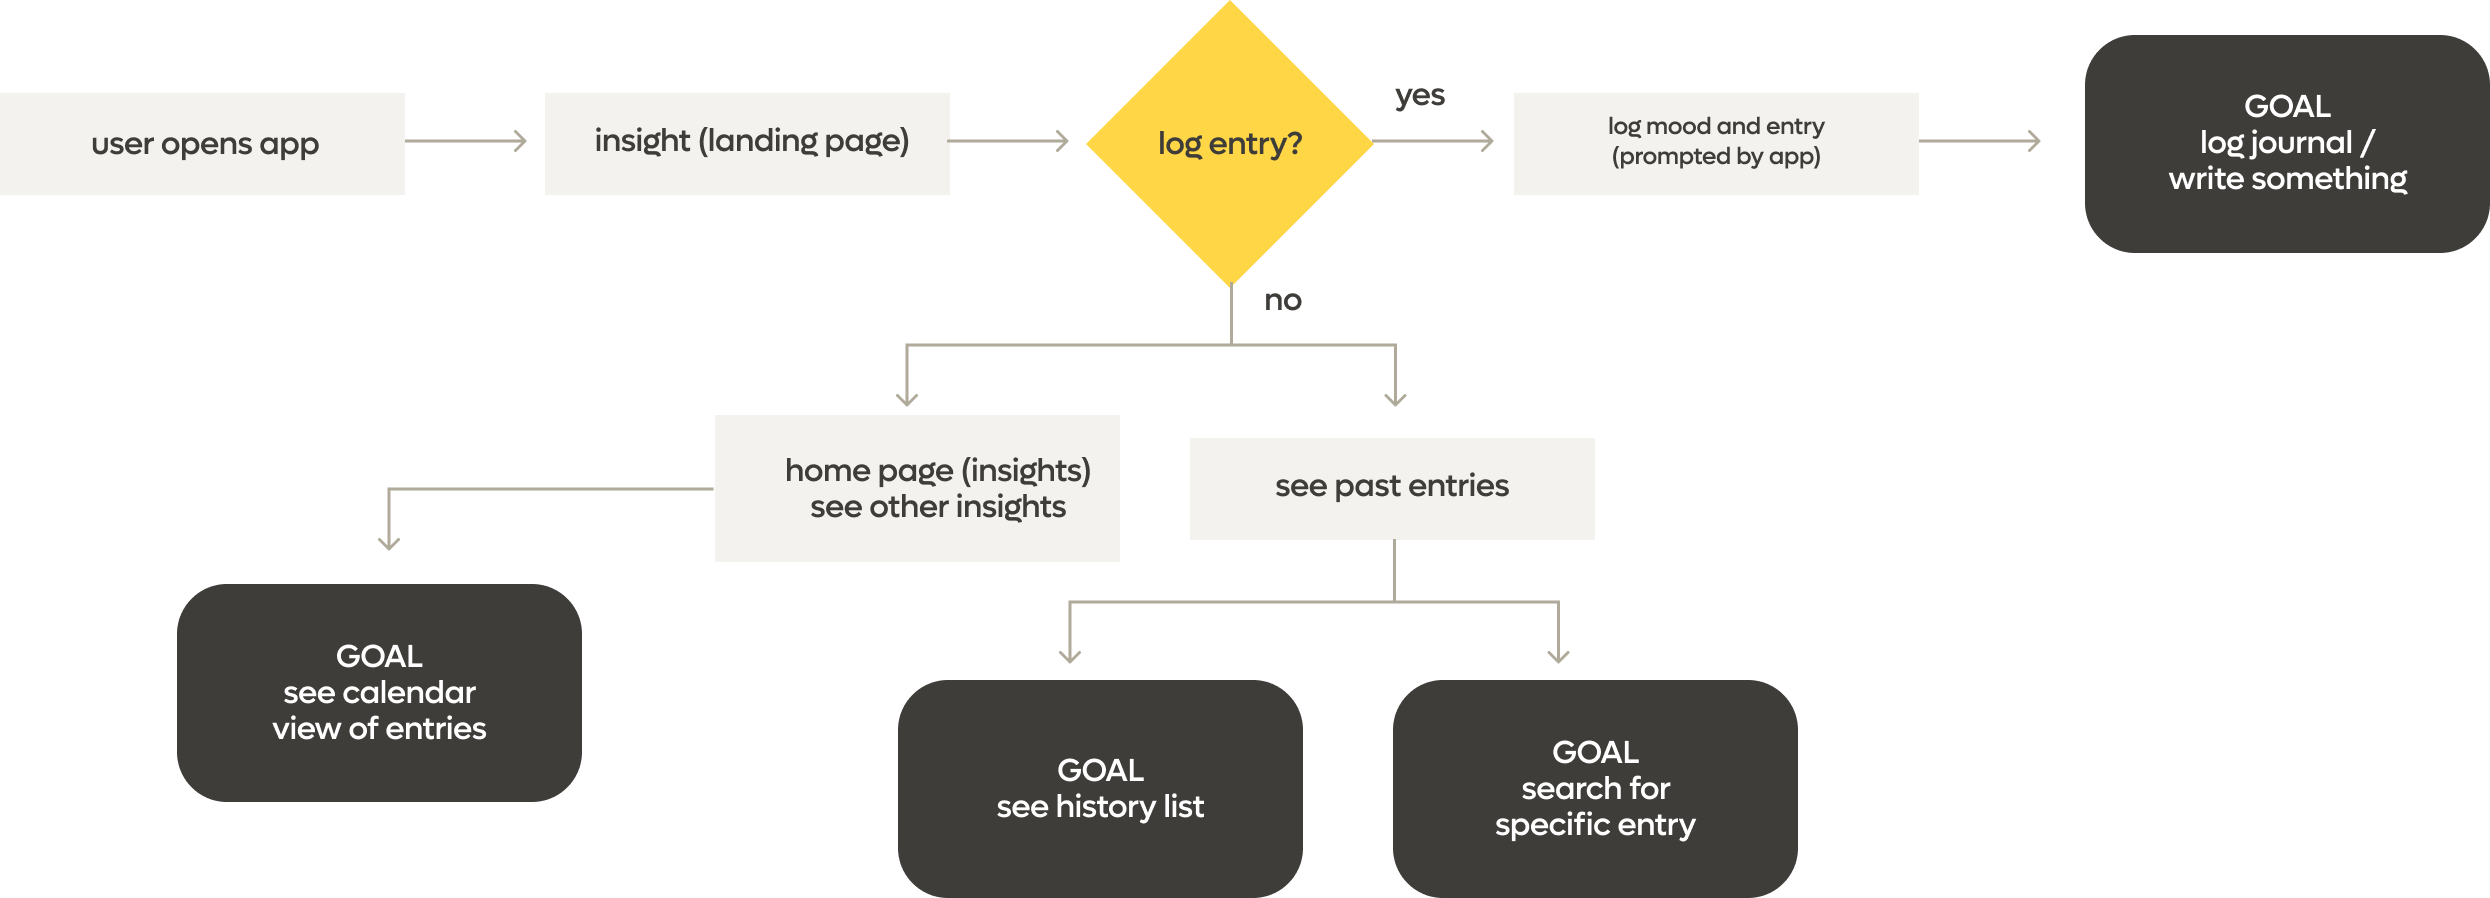 user opens app
insight (landing page)
log entry?
yes
log mood and entry
(prompted by app)
GOAL
log journal /
write something
no
home page (insights)
see other insights
see past entries
GOAL
see calendar
view of entries
GOAL
see history list
GOAL
search for
specific entry